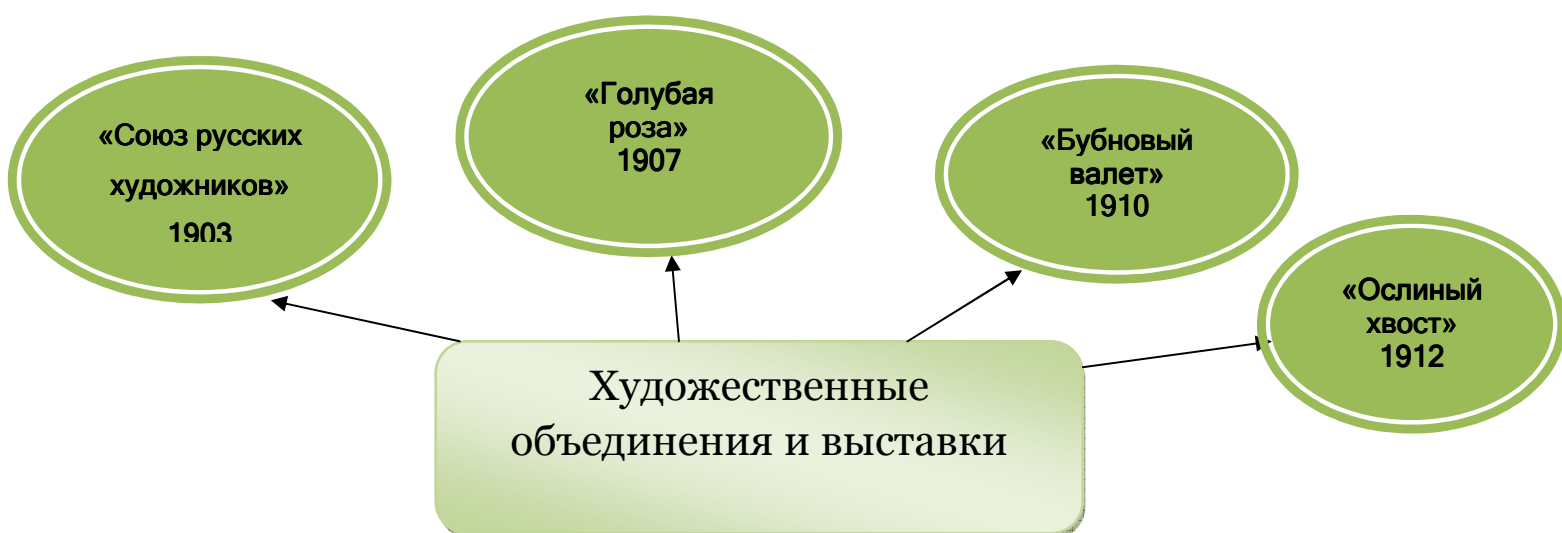 «Союз русских
художников»
1903
«Голубая
роза»
1907
«Бубновый
валет»
1910
«Ослиный
хвост»
1912
Художественные
объединения и выставки